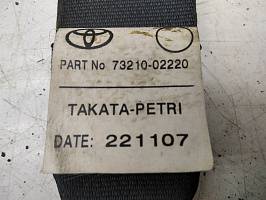 PART No 73210-02220
TAKATA-PETRI
DATE: 221107